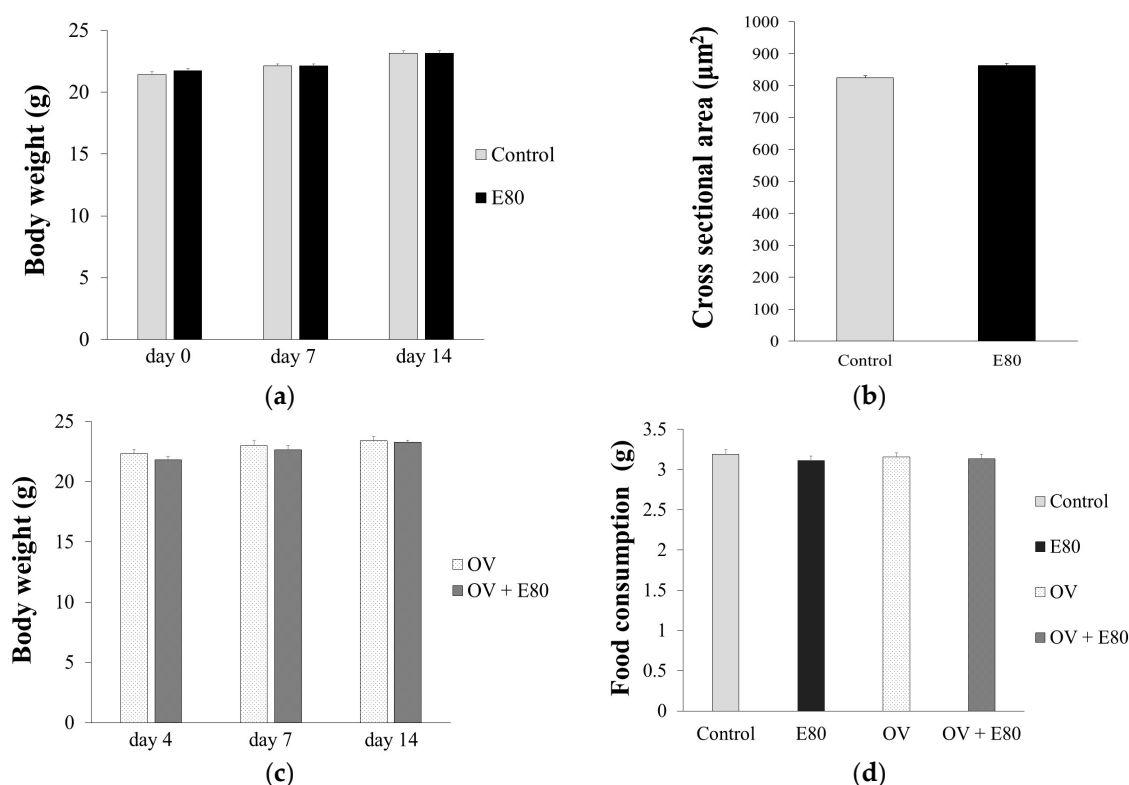 Body weight (g)
25
20
15
10
5
0
day 0
day 7
day 14
Control
E80
(a)
Cross sectional area (µm²)
1000
900
800
700
600
500
400
300
200
100
0
Control
E80
(b)
Body weight (g)
25
20
15
10
5
0
day 4
day 7
day 14
OV
OV + E80
(c)
Food consumption (g)
3.5
3
2.5
2
1.5
1
0.5
0
Control
E80
OV
OV + E80
Control
E80
OV
OV + E80
(d)